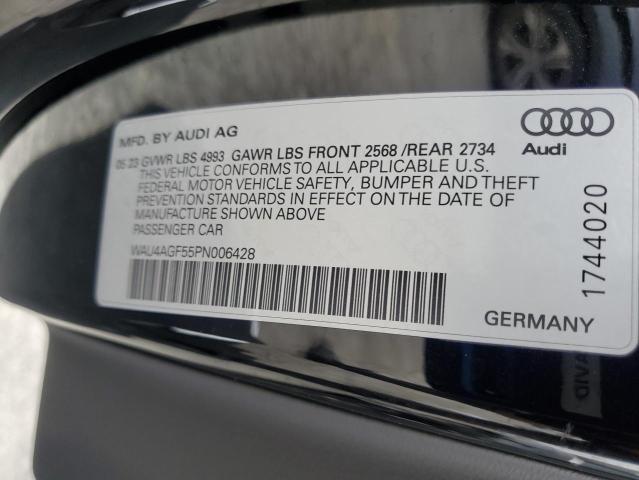 MFD. BY AUDI AG
05 23 GVWR LBS 4993 GAWR LBS FRONT 2568 /REAR 2734
THIS VEHICLE CONFORMS TO ALL APPLICABLE U.S.
FEDERAL MOTOR VEHICLE SAFETY, BUMPER AND THEFT
PREVENTION STANDARDS IN EFFECT ON THE DATE OF
MANUFACTURE SHOWN ABOVE
PASSENGER CAR
WAU4AGF55PN006428
Audi
1744020
GERMANY